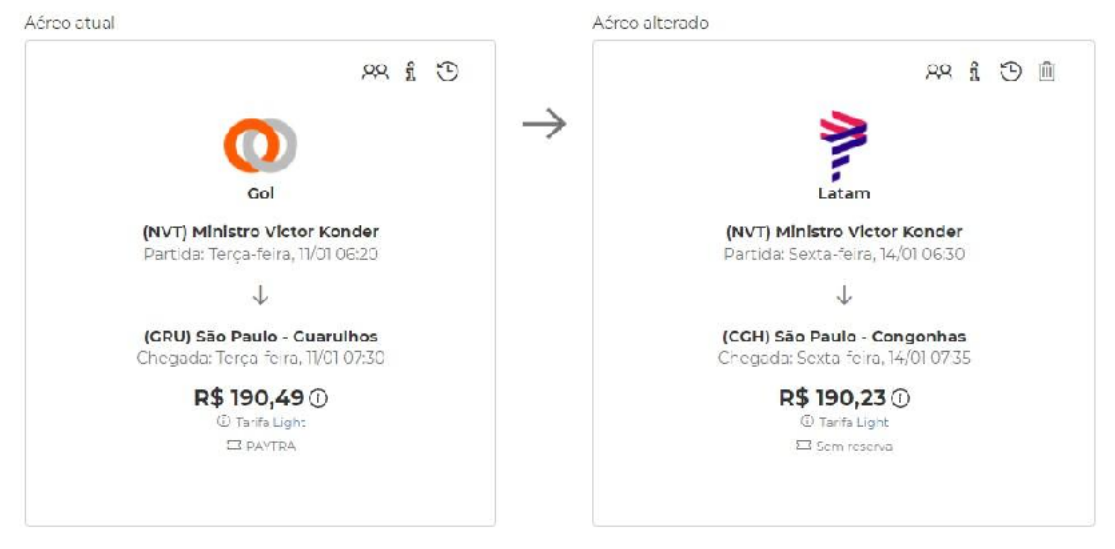 Aéreo atual
Gol
(NVT) Ministro Victor Konder
Partida: Terça-feira, 11/01 06:20
(GRU) São Paulo - Guarulhos
Chegada: Terça-feira, 11/01 07:30
R$ 190,49
Tarifa Light
PAYTRA
Aéreo alterado
Latam
(NVT) Ministro Victor Konder
Partida: Sexta-feira, 14/01 06:30
(CGH) São Paulo - Congonhas
Chegada: Sexta-feira, 14/01 07:35
R$ 190,23
Tarifa Light
Sem reserva